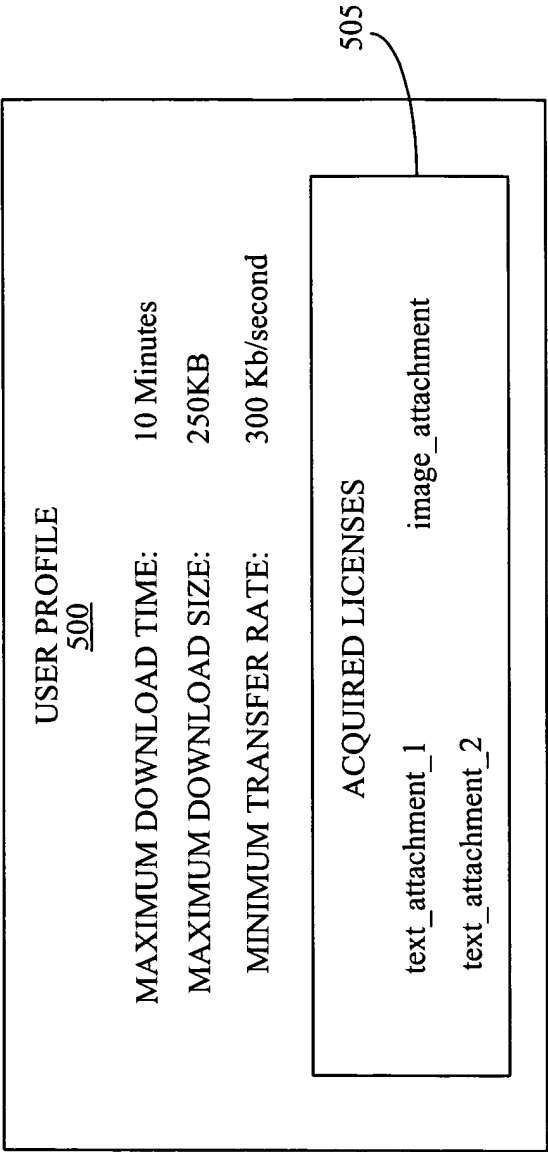 USER PROFILE
500
MAXIMUM DOWNLOAD TIME: 10 Minutes
MAXIMUM DOWNLOAD SIZE: 250KB
MINIMUM TRANSFER RATE: 300 Kb/second
ACQUIRED LICENSES
text_attachment_1 image_attachment
text_attachment_2
505